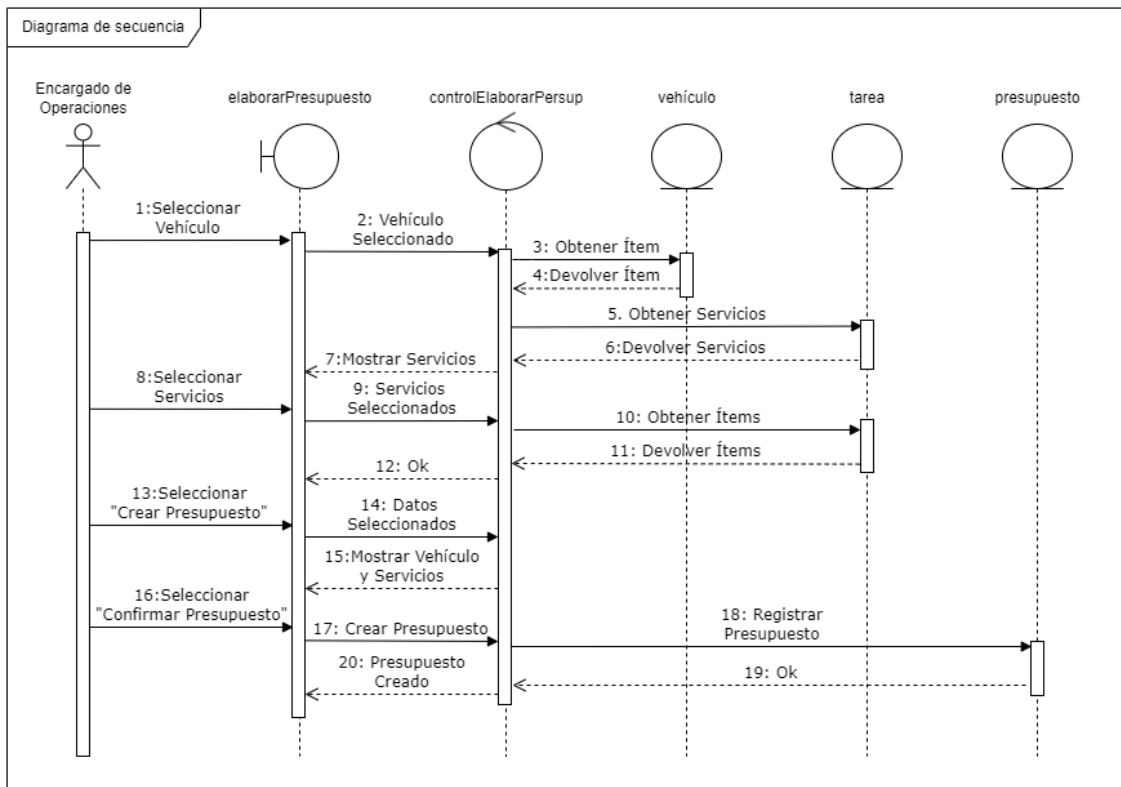 Diagrama de secuencia
Encargado de
Operaciones
elaborarPresupuesto
controlElaborarPersup
vehículo
tarea
presupuesto
1:Seleccionar
Vehículo
2: Vehículo
Seleccionado
3: Obtener Ítem
4:Devolver Ítem
5. Obtener Servicios
6:Devolver Servicios
7:Mostrar Servicios
8:Seleccionar
Servicios
9: Servicios
Seleccionados
10: Obtener Ítems
11: Devolver Ítems
12: Ok
13:Seleccionar
"Crear Presupuesto"
14: Datos
Seleccionados
15:Mostrar Vehículo
y Servicios
16:Seleccionar
"Confirmar Presupuesto"
17: Crear Presupuesto
18: Registrar
Presupuesto
19: Ok
20: Presupuesto
Creado